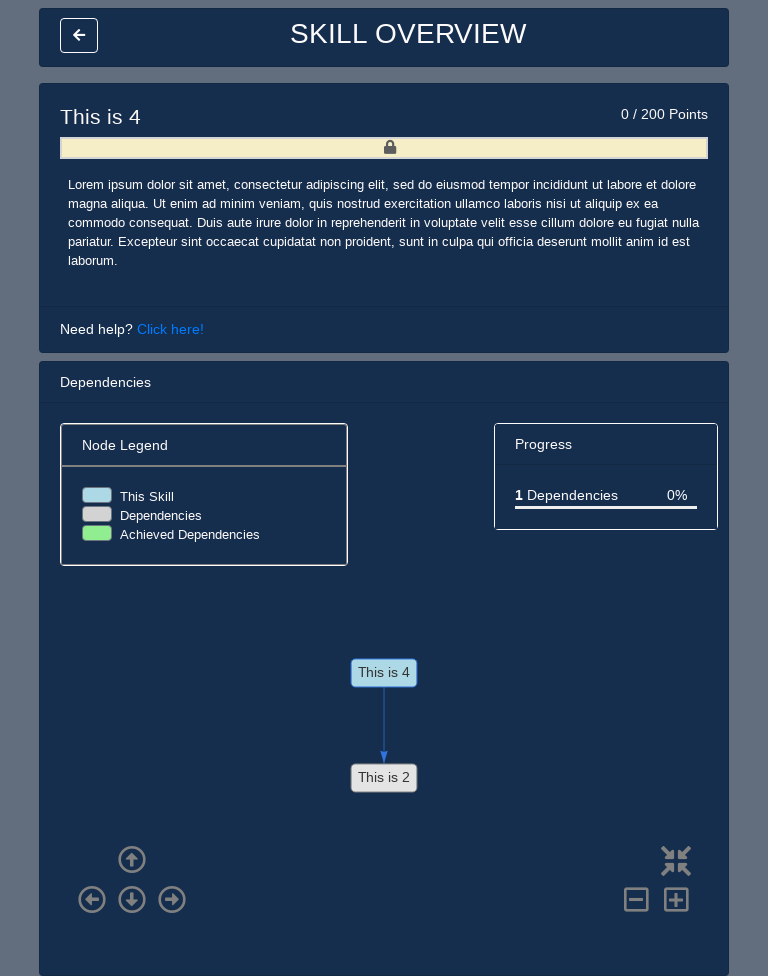 SKILL OVERVIEW
This is 4
0 / 200 Points
Lorem ipsum dolor sit amet, consectetur adipiscing elit, sed do eiusmod tempor incididunt ut labore et dolore
magna aliqua. Ut enim ad minim veniam, quis nostrud exercitation ullamco laboris nisi ut aliquip ex ea
commodo consequat. Duis aute irure dolor in reprehenderit in voluptate velit esse cillum dolore eu fugiat nulla
pariatur. Excepteur sint occaecat cupidatat non proident, sunt in culpa qui officia deserunt mollit anim id est
laborum.
Need help? Click here!
Dependencies
Node Legend
This Skill
Dependencies
Achieved Dependencies
Progress
1 Dependencies 0%
This is 4
This is 2